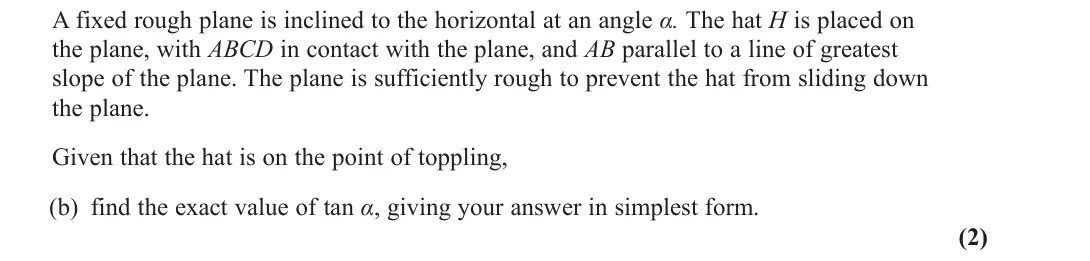 A fixed rough plane is inclined to the horizontal at an angle α. The hat H is placed on
the plane, with ABCD in contact with the plane, and AB parallel to a line of greatest
slope of the plane. The plane is sufficiently rough to prevent the hat from sliding down
the plane.
Given that the hat is on the point of toppling,
(b) find the exact value of tan α, giving your answer in simplest form.
(2)